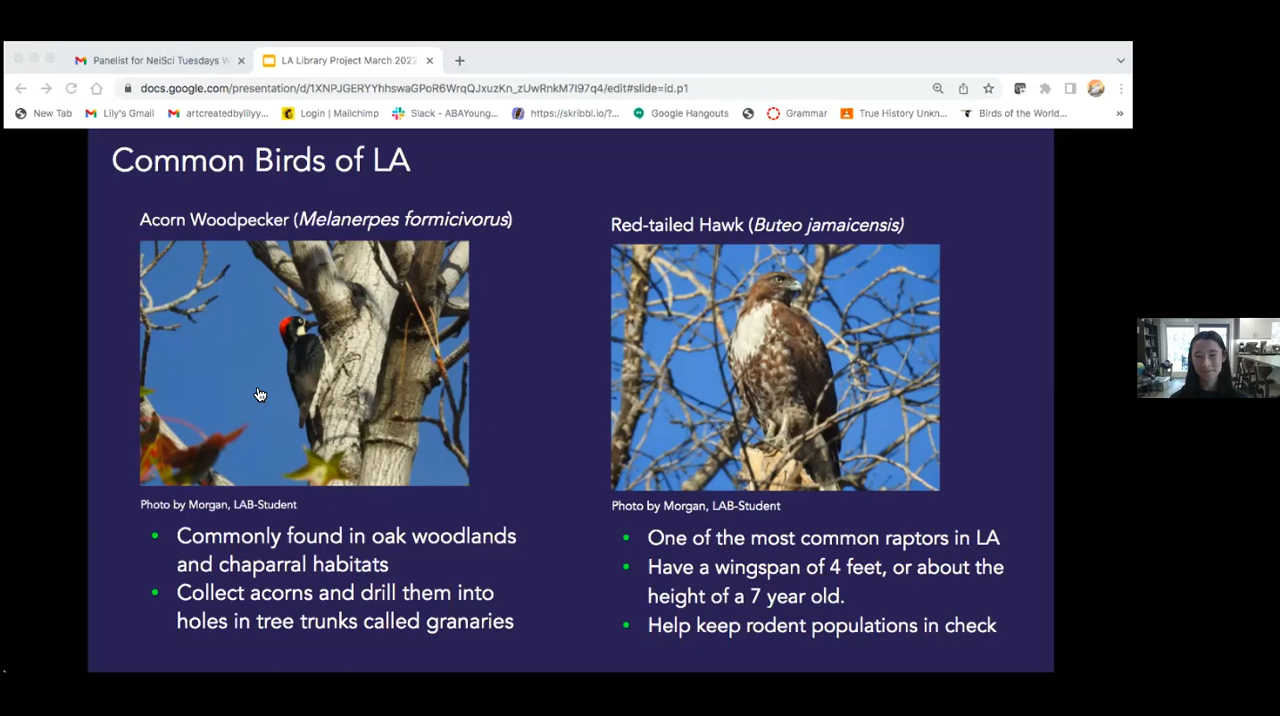 Panelist for NeiSci Tuesdays
LA Library Project March 202
docs.google.com/presentation/d/1XNPJGERYYhhswaGPoR6WrqQJxuzKn_zUwRnkM7I97q4/edit#slide=id.p1
New Tab
Lily's Gmail
artcreatedbylilyy...
Login | Mailchimp
Slack - ABAYoung...
https://skribbl.io/?...
Google Hangouts
Grammar
True History Unkn...
Birds of the World...
»
Common Birds of LA
Acorn Woodpecker (Melanerpes formicivorus)
Photo by Morgan, LAB-Student
• Commonly found in oak woodlands
and chaparral habitats
• Collect acorns and drill them into
holes in tree trunks called granaries
Red-tailed Hawk (Buteo jamaicensis)
Photo by Morgan, LAB-Student
• One of the most common raptors in LA
• Have a wingspan of 4 feet, or about the
height of a 7 year old.
• Help keep rodent populations in check